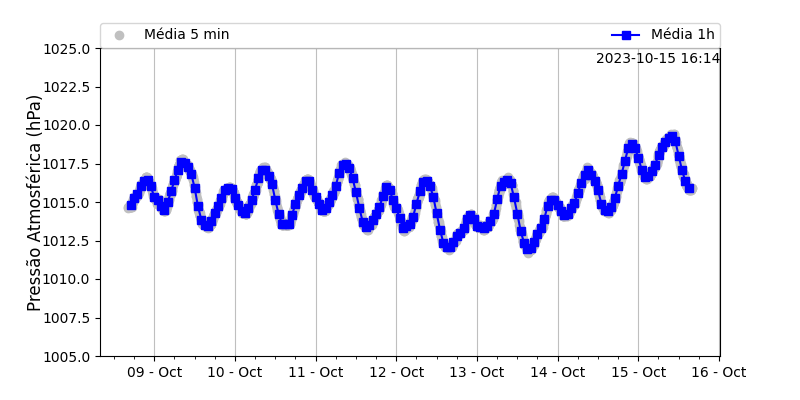 Média 5 min
Média 1h
2023-10-15 16:14
Pressão Atmosférica (hPa)
1025.0
1022.5
1020.0
1017.5
1015.0
1012.5
1010.0
1007.5
1005.0
09 - Oct
10 - Oct
11 - Oct
12 - Oct
13 - Oct
14 - Oct
15 - Oct
16 - Oct